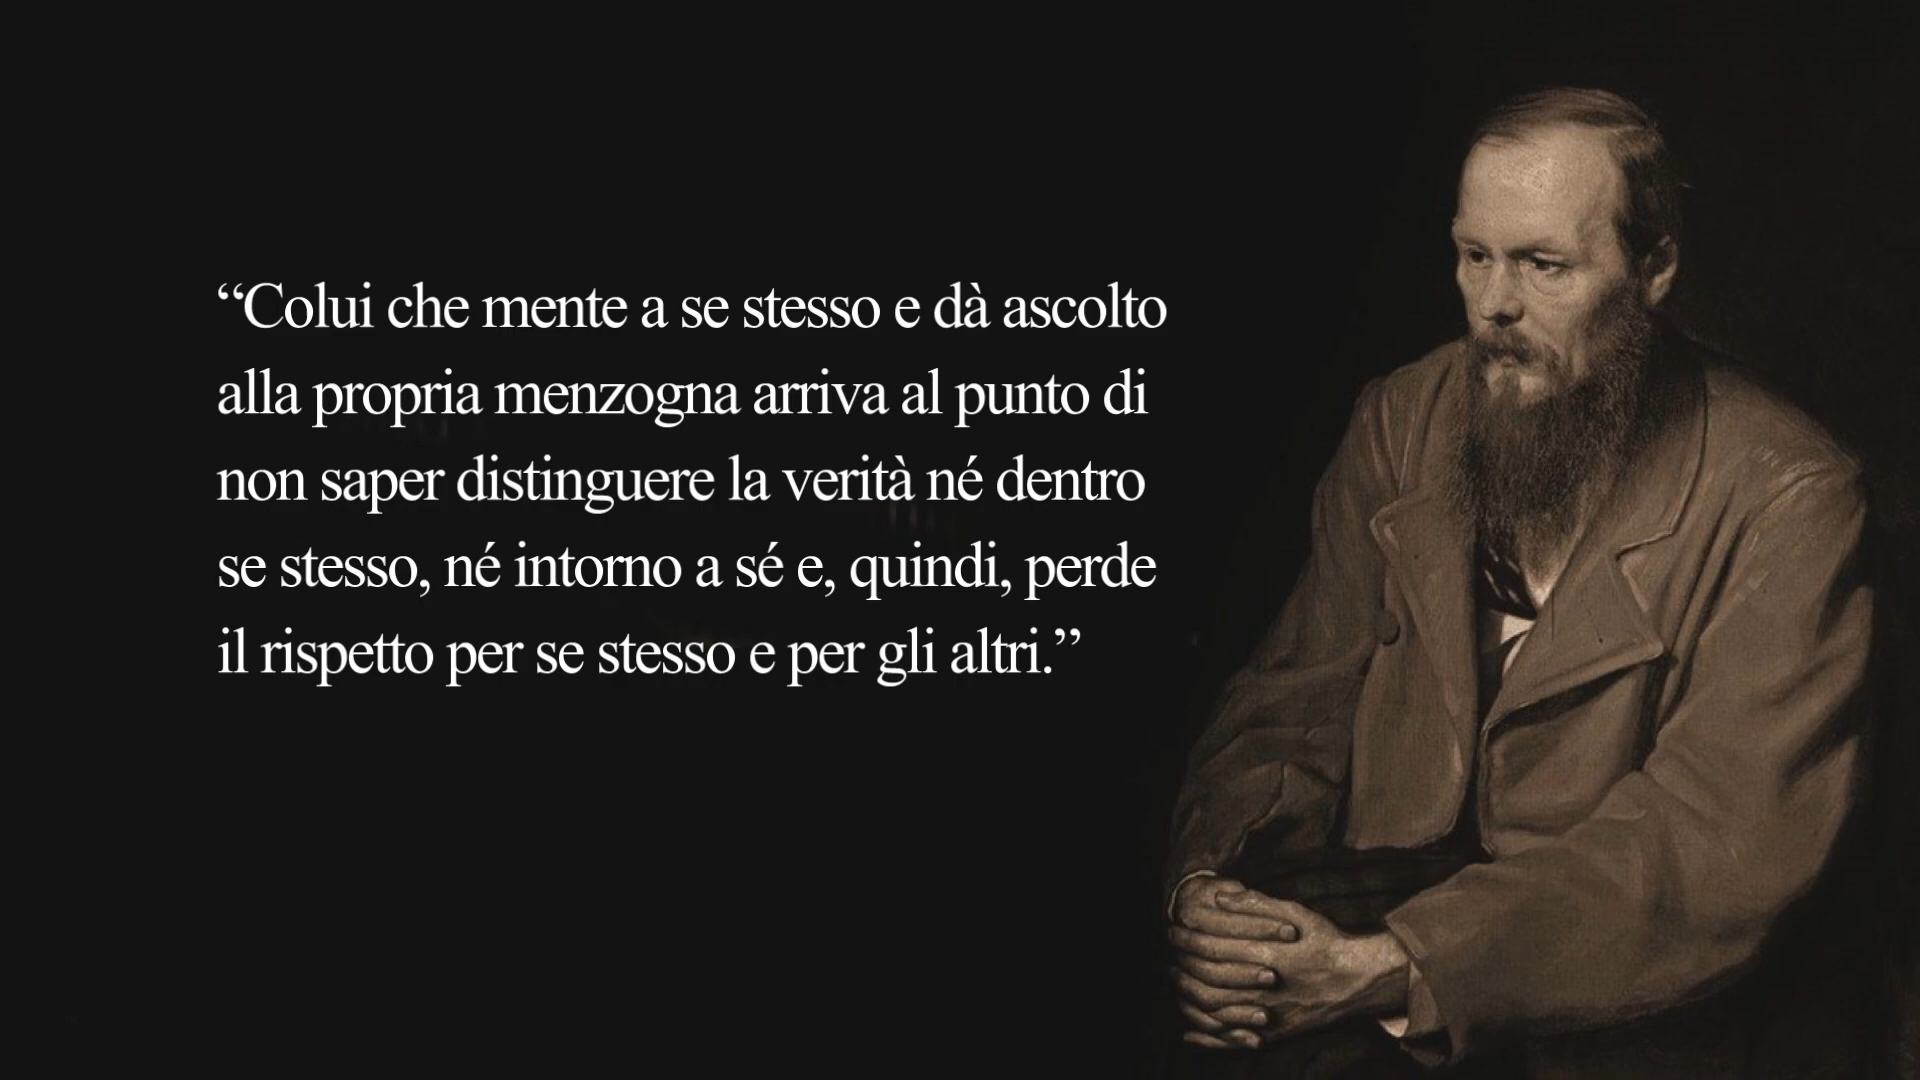 “Colui che mente a se stesso e dà ascolto
alla propria menzogna arriva al punto di
non saper distinguere la verità né dentro
se stesso, né intorno a sé e, quindi, perde
il rispetto per se stesso e per gli altri.”